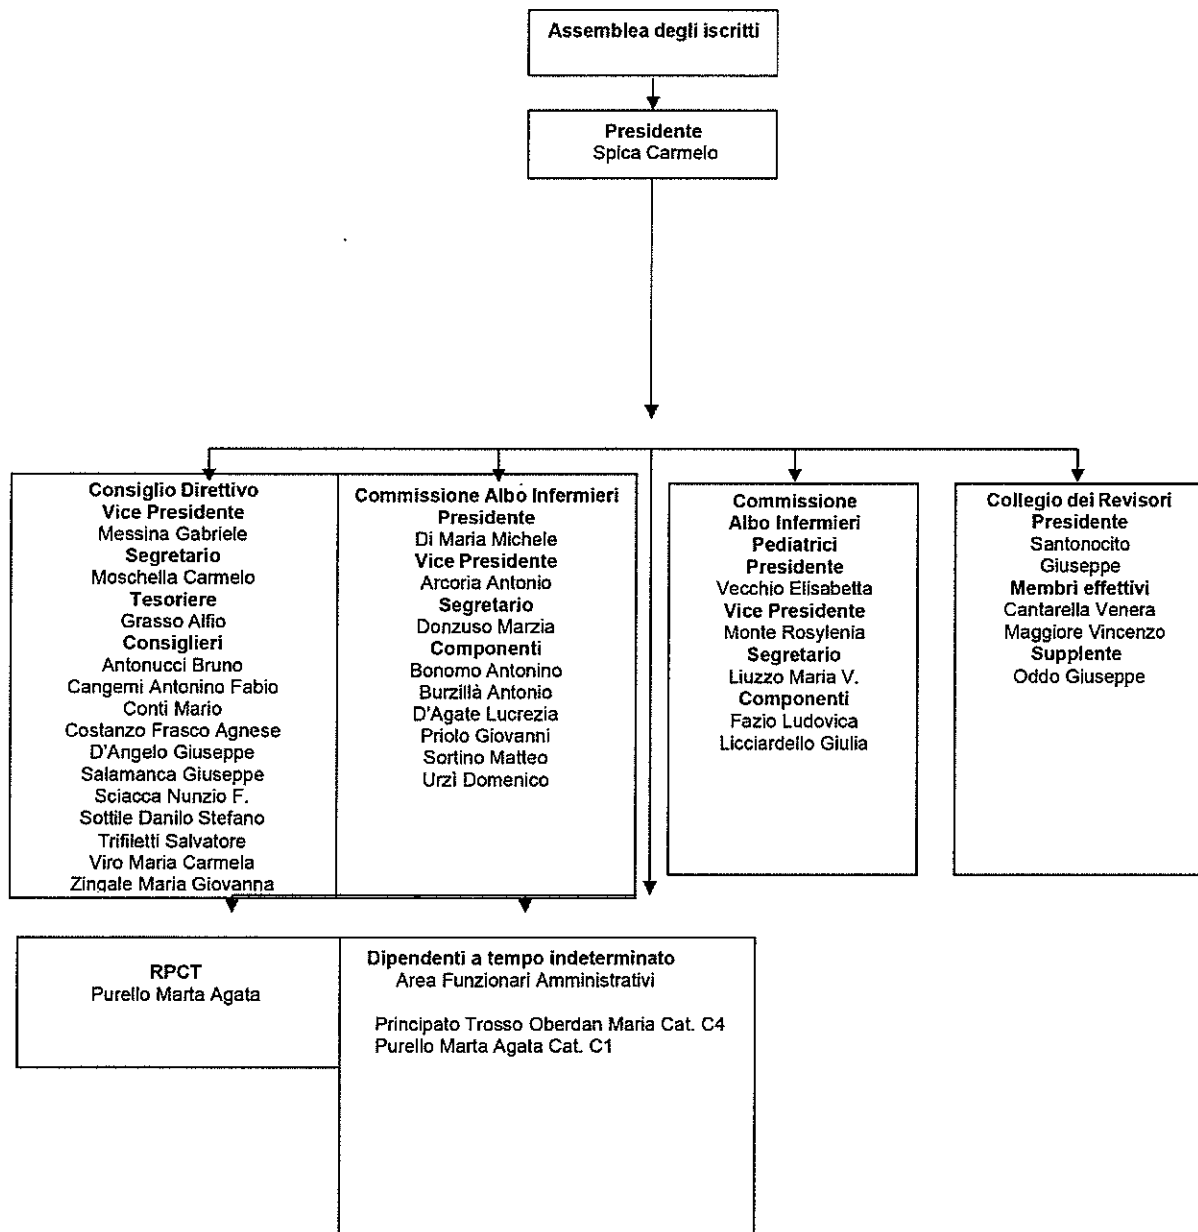 Assemblea degli iscritti
Presidente
Spica Carmelo
Consiglio Direttivo
Vice Presidente
Messina Gabriele
Segretario
Moschella Carmelo
Tesoriere
Grasso Alfio
Consiglieri
Antonucci Bruno
Cangemi Antonino Fabio
Conti Mario
Costanzo Frasco Agnese
D'Angelo Giuseppe
Salamanca Giuseppe
Sciacca Nunzio F.
Sottile Danilo Stefano
Trifiletti Salvatore
Viro Maria Carmela
Zingale Maria Giovanna
Commissione Albo Infermieri
Presidente
Di Maria Michele
Vice Presidente
Arcoria Antonio
Segretario
Donzuso Marzia
Componenti
Bonomo Antonino
Burzillà Antonio
D'Agate Lucrezia
Priolo Giovanni
Sortino Matteo
Urzì Domenico
Commissione
Albo Infermieri
Pediatrici
Presidente
Vecchio Elisabetta
Vice Presidente
Monte Rosylenia
Segretario
Liuzzo Maria V.
Componenti
Fazio Ludovica
Licciardello Giulia
Collegio dei Revisori
Presidente
Santonocito
Giuseppe
Membri effettivi
Cantarella Venera
Maggiore Vincenzo
Supplente
Oddo Giuseppe
RPCT
Purello Marta Agata
Dipendenti a tempo indeterminato
Area Funzionari Amministrativi
Principato Trosso Oberdan Maria Cat. C4
Purello Marta Agata Cat. C1